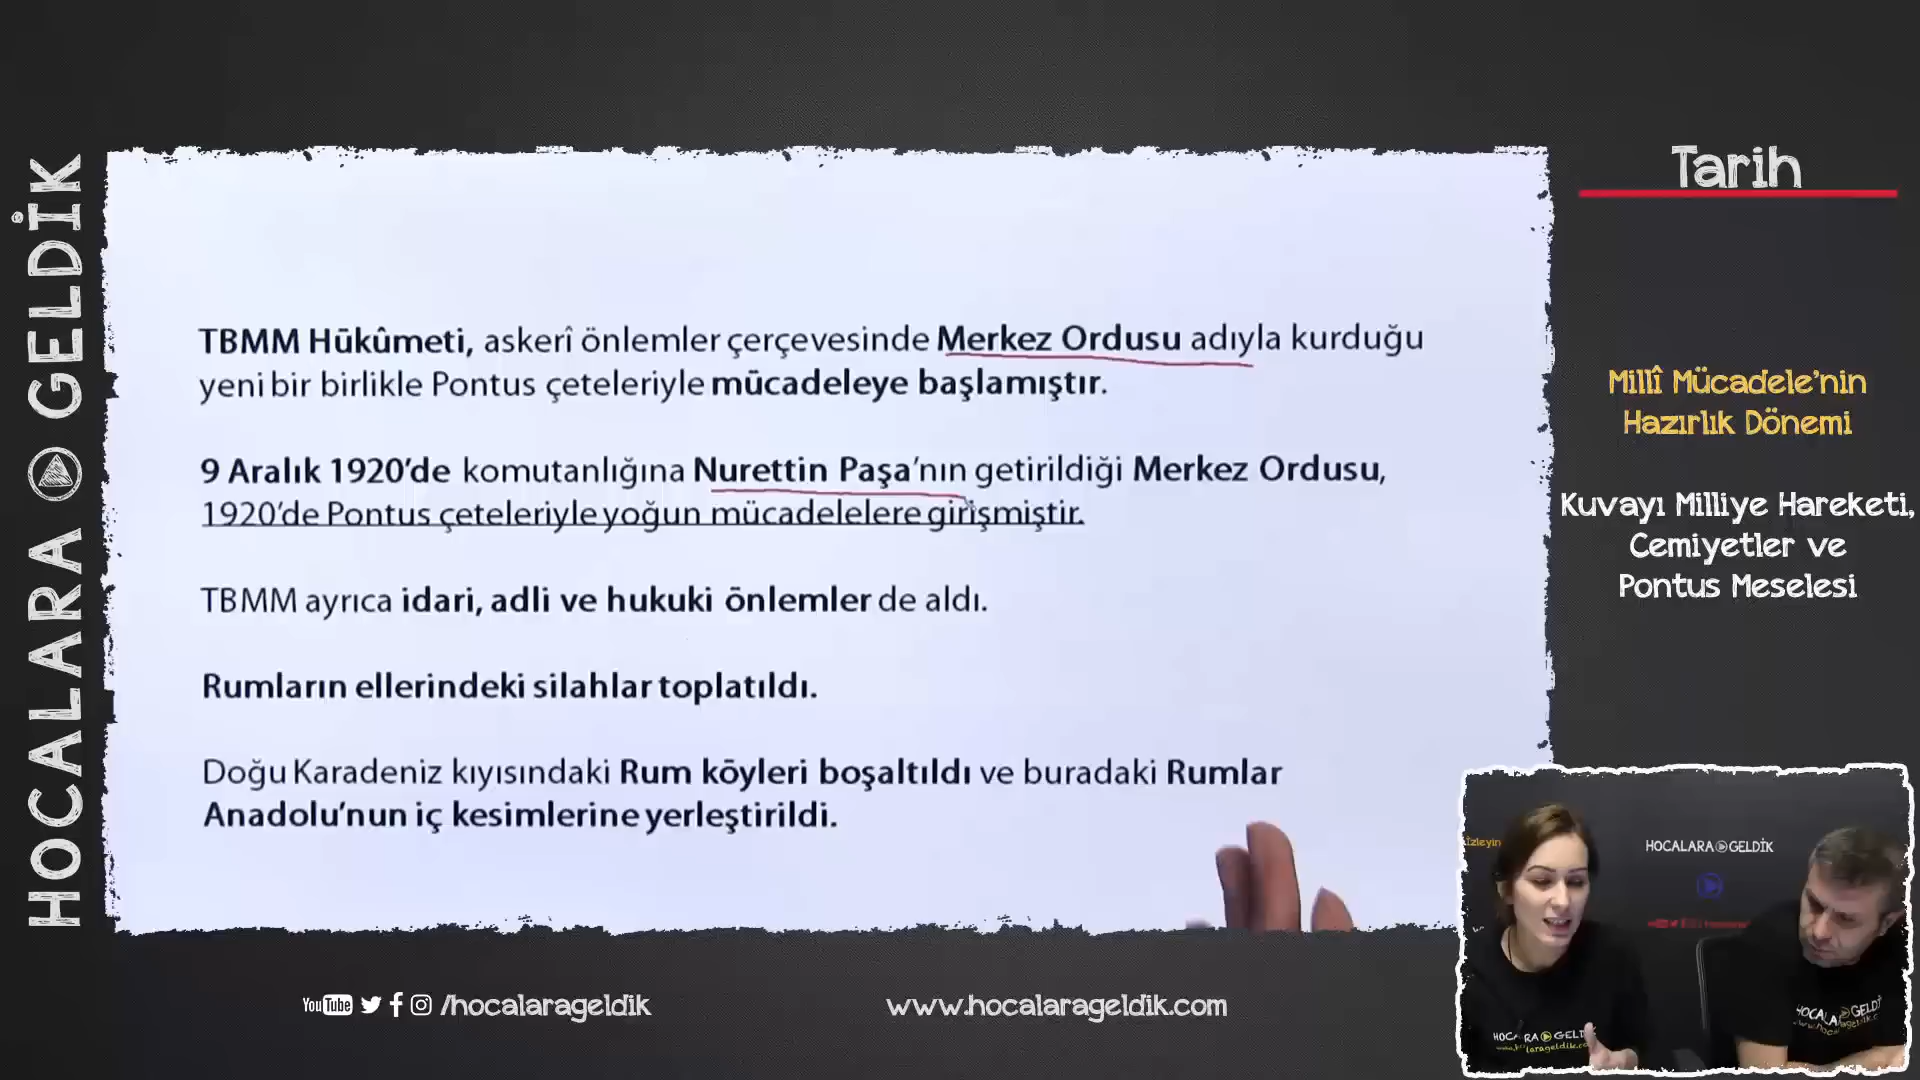 HOCALARA GELDİK
TBMM Hükûmeti, askerî önlemler çerçevesinde Merkez Ordusu adıyla kurduğu
yeni bir birlikle Pontus çeteleriyle mücadeleye başlamıştır.
9 Aralık 1920'de komutanlığına Nurettin Paşa'nın getirildiği Merkez Ordusu,
1920'de Pontus çeteleriyle yoğun mücadelelere girişmiştir.
TBMM ayrıca idari, adli ve hukuki önlemler de aldı.
Rumların ellerindeki silahlar toplatıldı.
Doğu Karadeniz kıyısındaki Rum köyleri boşaltıldı ve buradaki Rumlar
Anadolu'nun iç kesimlerine yerleştirildi.
Tarih
Millî Mücadele'nin
Hazırlık Dönemi
Kuvayı Milliye Hareketi,
Cemiyetler ve
Pontus Meselesi
İzleyin
HOCALARA GELDİK
YouTube /hocalarageldik
www.hocalarageldik.com